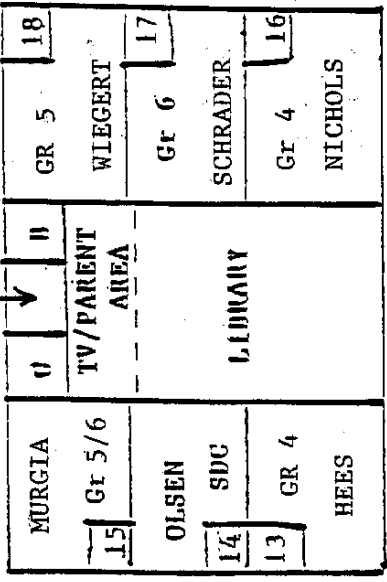 MURGIA
15 Gr 5/6
OLSEN
14 SDC
13 GR 4
HEES
B
TV/PARENT
AREA
LIBRARY
18
GR 5
WIEGERT
17
Gr 6
SCHRADER
16
Gr 4
NICHOLS